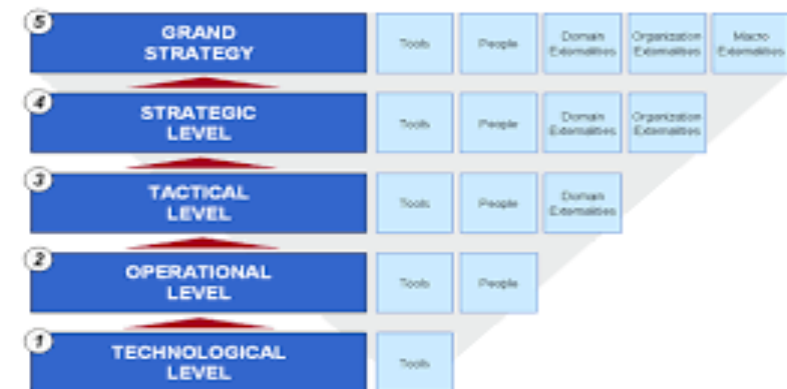 5
GRAND
STRATEGY
Tools
People
Domain
Externalities
Organization
Externalities
Macro
Externalities
4
STRATEGIC
LEVEL
Tools
People
Domain
Externalities
Organization
Externalities
3
TACTICAL
LEVEL
Tools
People
Domain
Externalities
2
OPERATIONAL
LEVEL
Tools
People
1
TECHNOLOGICAL
LEVEL
Tools